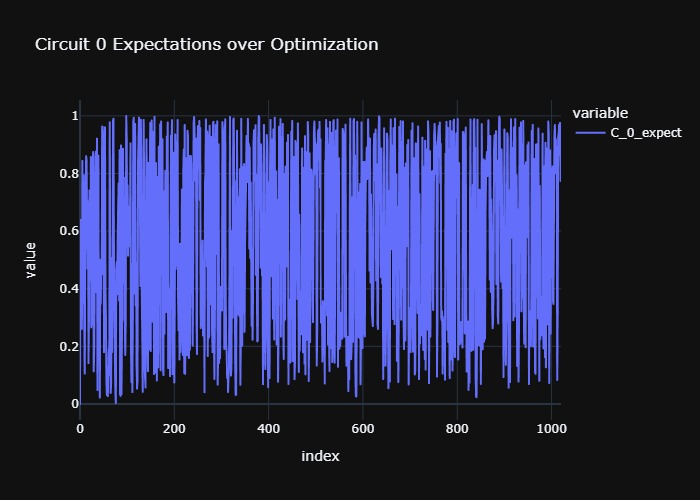 Circuit 0 Expectations over Optimization
variable
C_0_expect
1
0.8
0.6
0.4
0.2
0
value
0 200 400 600 800 1000
index